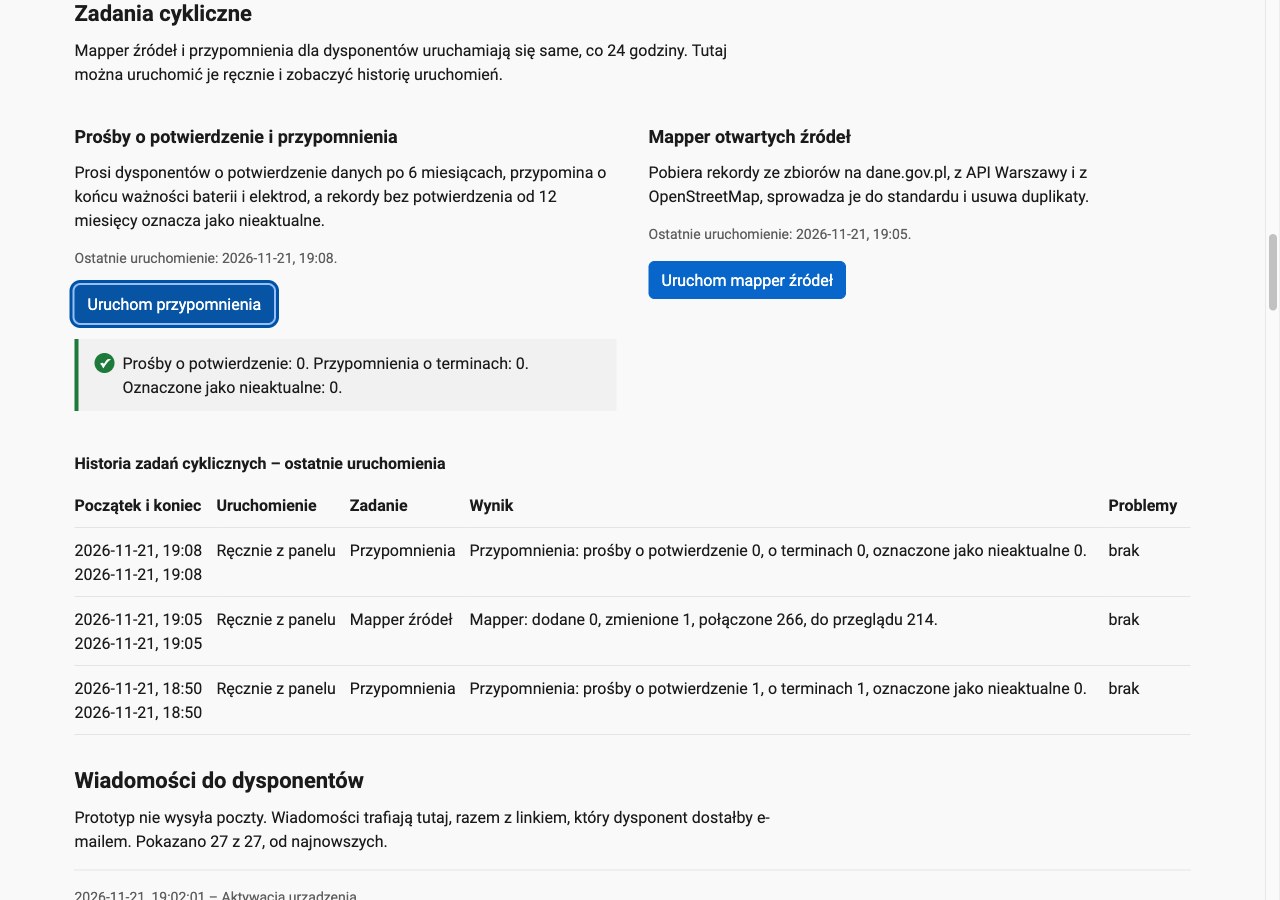 Zadania cykliczne
Mapper źródeł i przypomnienia dla dysponentów uruchamiają się same, co 24 godziny. Tutaj
można uruchomić je ręcznie i zobaczyć historię uruchomień.
Prośby o potwierdzenie i przypomnienia
Prosi dysponentów o potwierdzenie danych po 6 miesiącach, przypomina o
końcu ważności baterii i elektrod, a rekordy bez potwierdzenia od 12
miesięcy oznacza jako nieaktualne.
Ostatnie uruchomienie: 2026-11-21, 19:08.
Uruchom przypomnienia
Prośby o potwierdzenie: 0. Przypomnienia o terminach: 0.
Oznaczone jako nieaktualne: 0.
Mapper otwartych źródeł
Pobiera rekordy ze zbiorów na dane.gov.pl, z API Warszawy i z
OpenStreetMap, sprowadza je do standardu i usuwa duplikaty.
Ostatnie uruchomienie: 2026-11-21, 19:05.
Uruchom mapper źródeł
Historia zadań cyklicznych – ostatnie uruchomienia
Początek i koniec Uruchomienie Zadanie Wynik Problemy
2026-11-21, 19:08 Ręcznie z panelu Przypomnienia Przypomnienia: prośby o potwierdzenie 0, o terminach 0, oznaczone jako nieaktualne 0. brak
2026-11-21, 19:08
2026-11-21, 19:05 Ręcznie z panelu Mapper źródeł Mapper: dodane 0, zmienione 1, połączone 266, do przeglądu 214. brak
2026-11-21, 19:05
2026-11-21, 18:50 Ręcznie z panelu Przypomnienia Przypomnienia: prośby o potwierdzenie 1, o terminach 1, oznaczone jako nieaktualne 0. brak
2026-11-21, 18:50
Wiadomości do dysponentów
Prototyp nie wysyła poczty. Wiadomości trafiają tutaj, razem z linkiem, który dysponent dostałby e-
mailem. Pokazano 27 z 27, od najnowszych.
2026-11-21, 19:02:01 – Aktywacja urządzenia